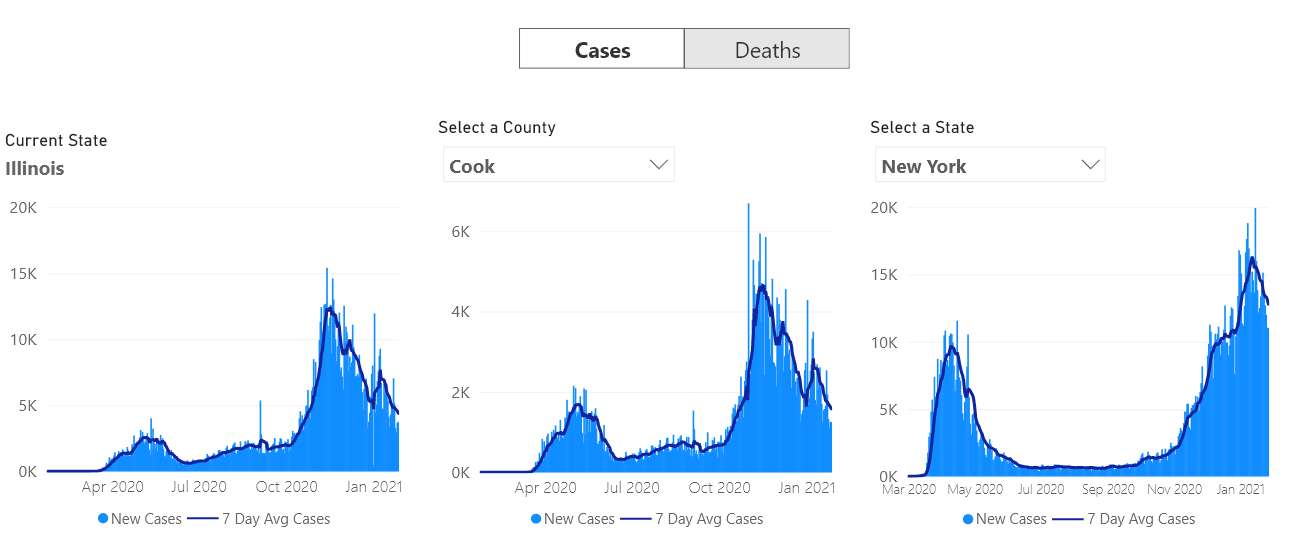 Cases Deaths
Current State
Illinois
20K
15K
10K
5K
0K
Apr 2020 Jul 2020 Oct 2020 Jan 2021
New Cases 7 Day Avg Cases
Select a County
Cook
6K
4K
2K
0K
Apr 2020 Jul 2020 Oct 2020 Jan 2021
New Cases 7 Day Avg Cases
Select a State
New York
20K
15K
10K
5K
0K
Mar 2020 May 2020 Jul 2020 Sep 2020 Nov 2020 Jan 2021
New Cases 7 Day Avg Cases